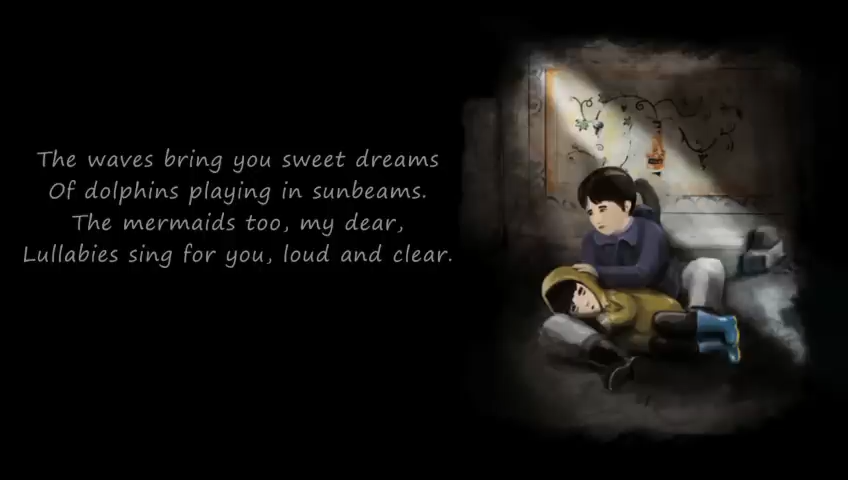 The waves bring you sweet dreams
Of dolphins playing in sunbeams.
The mermaids too, my dear,
Lullabies sing for you, loud and clear.